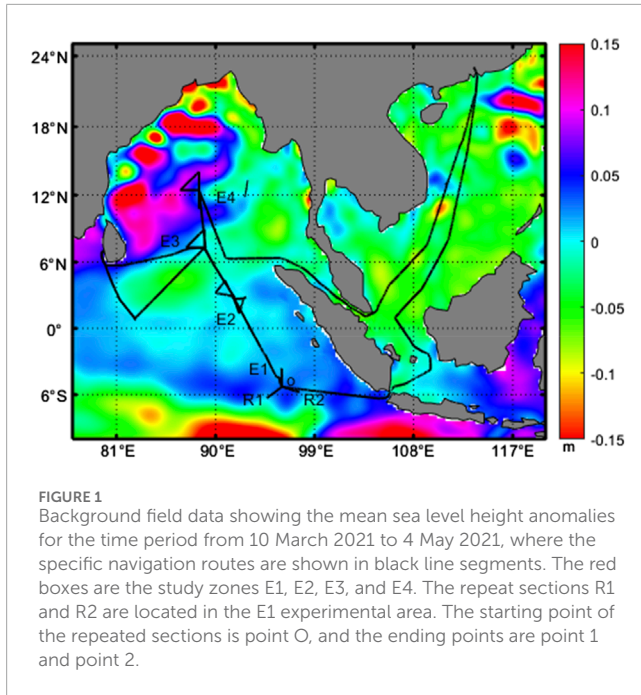 24°N
18°N
12°N
6°N
0°
6°S
81°E
90°E
99°E
108°E
117°E
E4
E3
E2
E1
O
R1
R2
0.15
0.1
0.05
0
-0.05
-0.1
-0.15
m
FIGURE 1
Background field data showing the mean sea level height anomalies
for the time period from 10 March 2021 to 4 May 2021, where the
specific navigation routes are shown in black line segments. The red
boxes are the study zones E1, E2, E3, and E4. The repeat sections R1
and R2 are located in the E1 experimental area. The starting point of
the repeated sections is point O, and the ending points are point 1
and point 2.